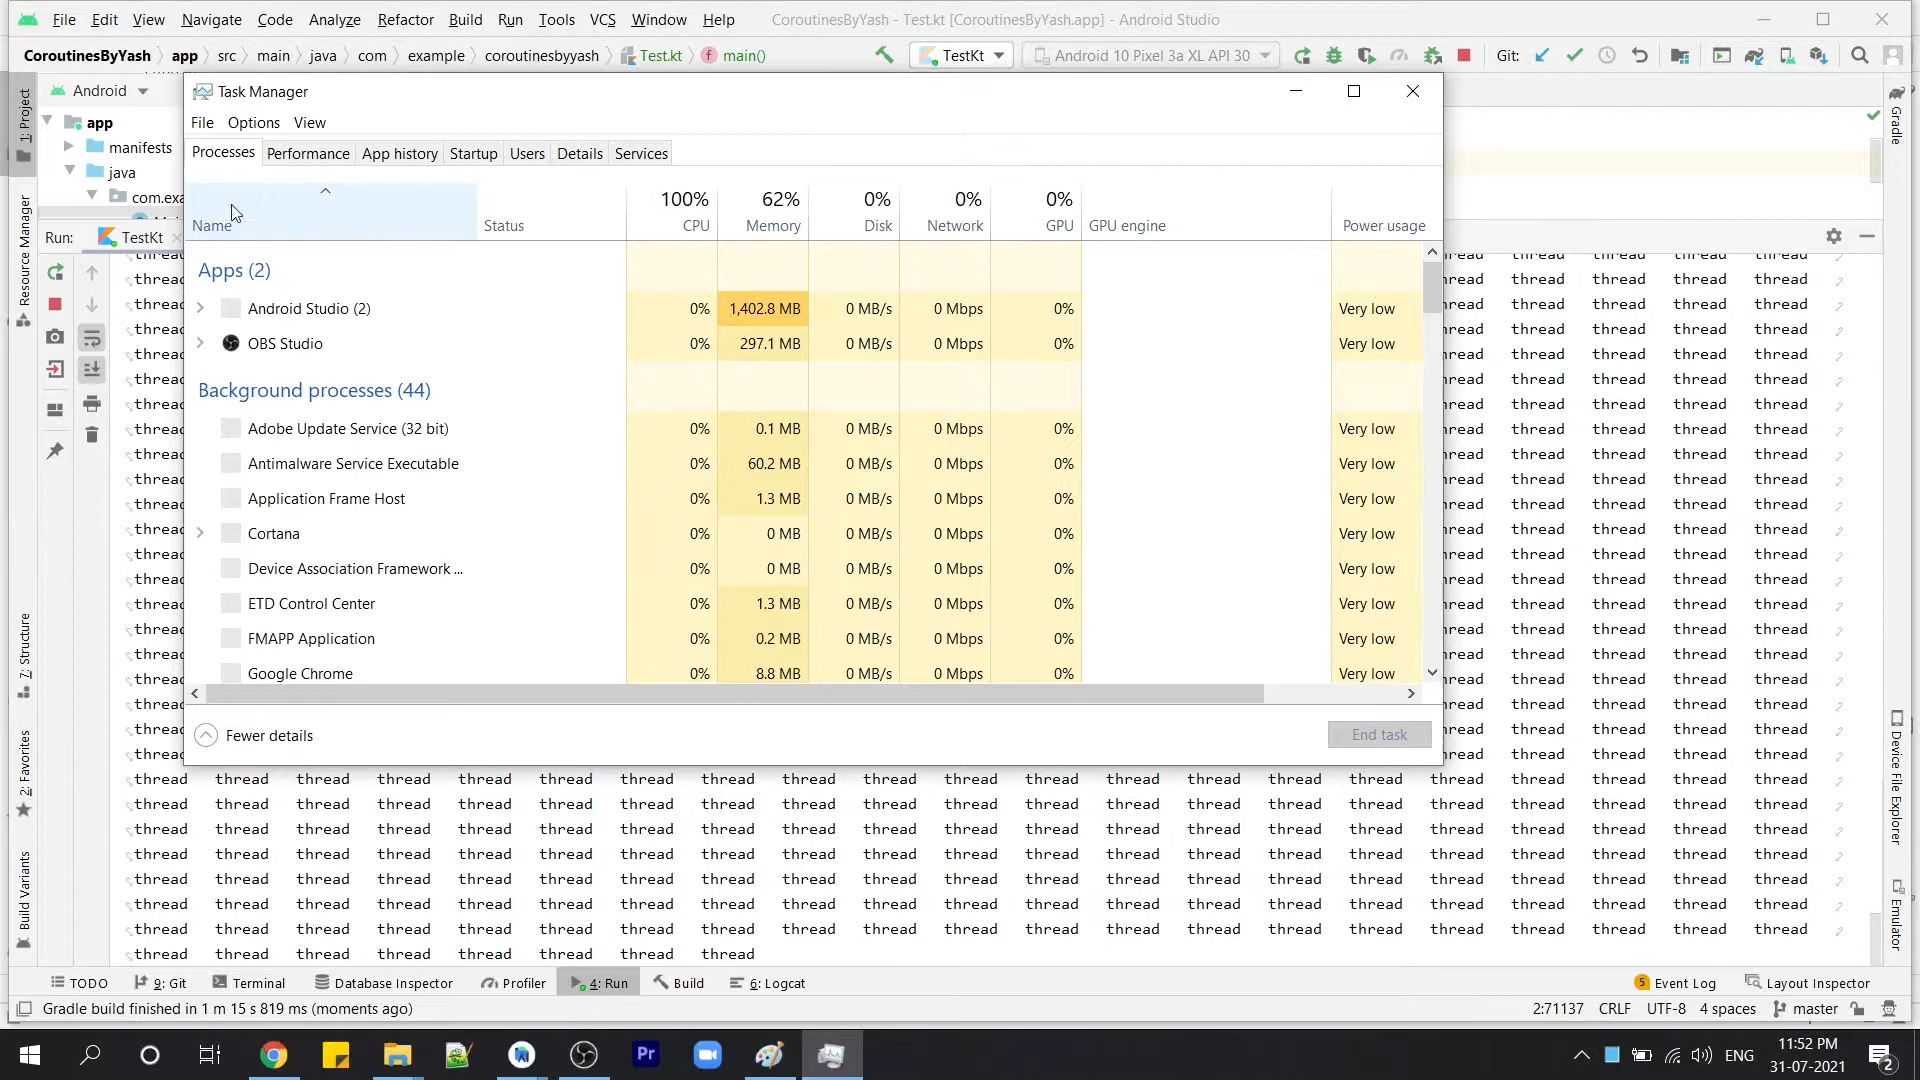 File Edit View Navigate Code Analyze Refactor Build Run Tools VCS Window Help CoroutinesByYash - Test.kt [CoroutinesByYash.app] - Android Studio
CoroutinesByYash app src main java com example coroutinesbyyash Test.kt main() TestKt Android 10 Pixel 3a XL API 30 Git:
Android
Task Manager
File Options View
Processes Performance App history Startup Users Details Services
app
manifests
java
com.exa
1: Project
Resource Manager
7: Structure
2: Favorites
Build Variants
Gradle
Device File Explorer
Emulator
Run: TestKt
100% 62% 0% 0% 0%
Name Status CPU Memory Disk Network GPU GPU engine Power usage
Apps (2)
Android Studio (2) 0% 1,402.8 MB 0 MB/s 0 Mbps 0% Very low
OBS Studio 0% 297.1 MB 0 MB/s 0 Mbps 0% Very low
Background processes (44)
Adobe Update Service (32 bit) 0% 0.1 MB 0 MB/s 0 Mbps 0% Very low
Antimalware Service Executable 0% 60.2 MB 0 MB/s 0 Mbps 0% Very low
Application Frame Host 0% 1.3 MB 0 MB/s 0 Mbps 0% Very low
Cortana 0% 0 MB 0 MB/s 0 Mbps 0% Very low
Device Association Framework ... 0% 0 MB 0 MB/s 0 Mbps 0% Very low
ETD Control Center 0% 1.3 MB 0 MB/s 0 Mbps 0% Very low
FMAPP Application 0% 0.2 MB 0 MB/s 0 Mbps 0% Very low
Google Chrome 0% 8.8 MB 0 MB/s 0 Mbps 0% Very low
Fewer details End task
thread thread thread thread thread thread thread thread thread thread thread thread thread thread thread thread thread thread thread thread thread
thread thread thread thread thread thread thread thread thread thread thread thread thread thread thread thread thread thread thread thread thread
thread thread thread thread thread thread thread thread thread thread thread thread thread thread thread thread thread thread thread thread thread
thread thread thread thread thread thread thread thread thread thread thread thread thread thread thread thread thread thread thread thread thread
thread thread thread thread thread thread thread thread thread thread thread thread thread thread thread thread thread thread thread thread thread
thread thread thread thread thread thread thread thread thread thread thread thread thread thread thread thread thread thread thread thread thread
thread thread thread thread thread thread thread thread thread thread thread thread thread thread thread thread thread thread thread thread thread
thread thread thread thread thread thread thread thread
TODO 9: Git Terminal Database Inspector Profiler 4: Run Build 6: Logcat 5 Event Log Layout Inspector
Gradle build finished in 1 m 15 s 819 ms (moments ago) 2:71137 CRLF UTF-8 4 spaces master
Pr ENG 11:52 PM
31-07-2021 2